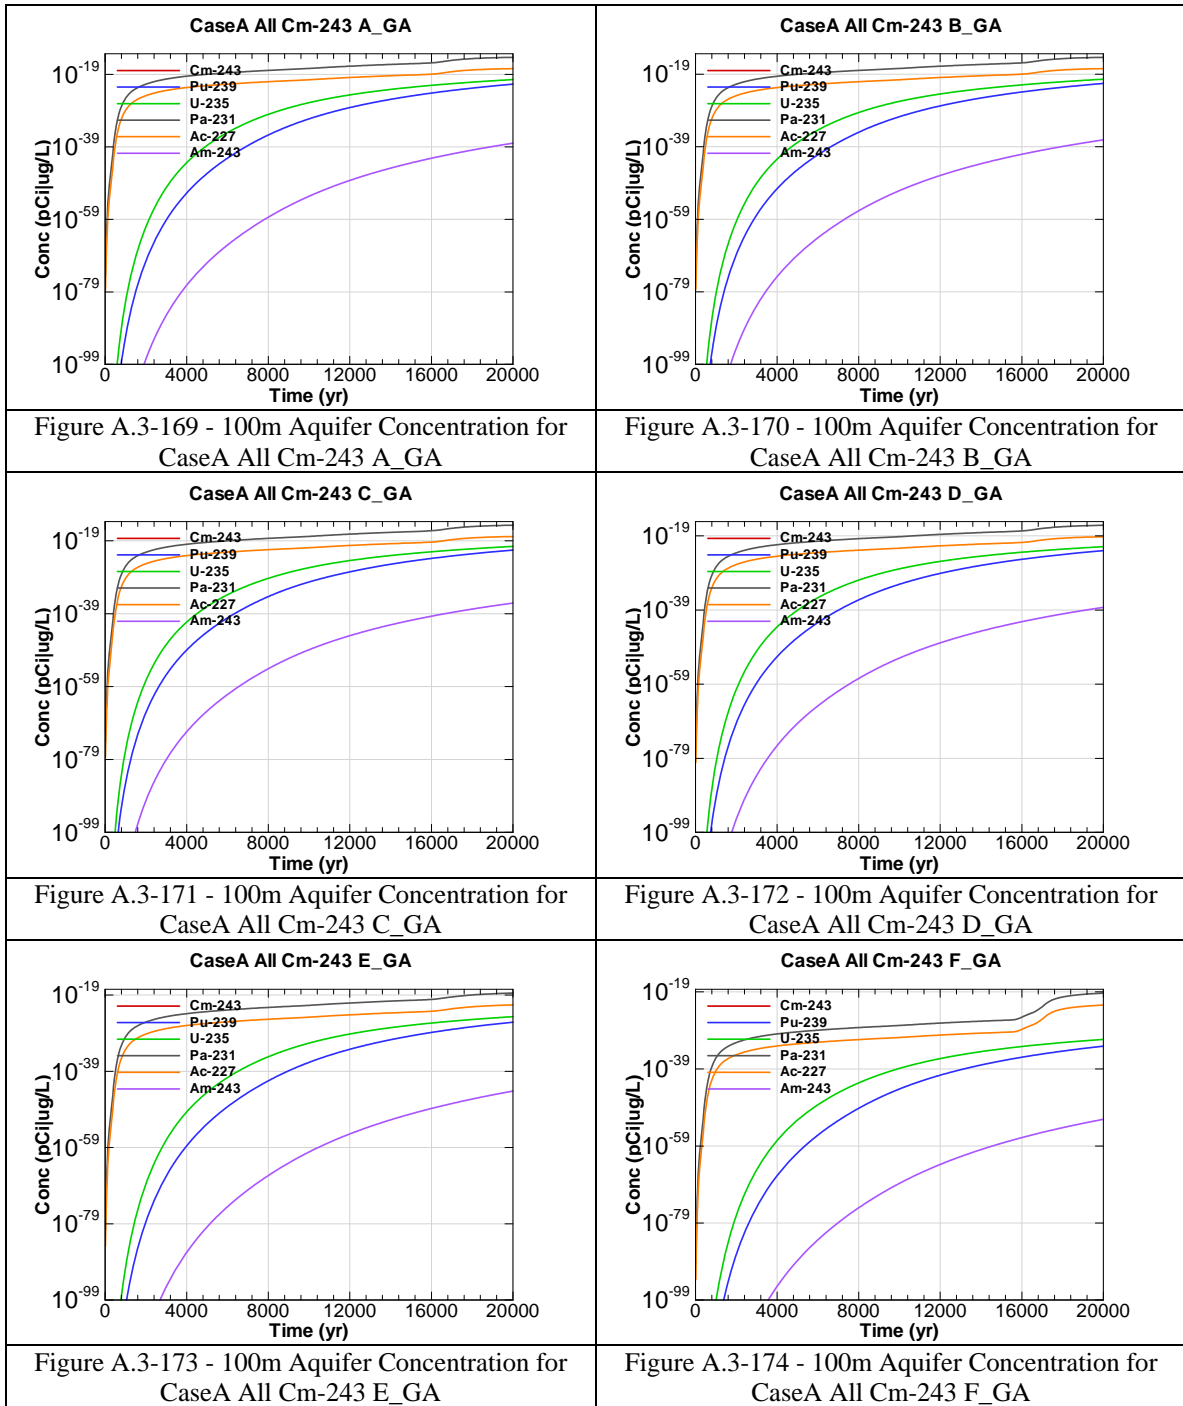 CaseA All Cm-243 A_GA
Conc (pCi|ug/L)
10^-19
10^-39
10^-59
10^-79
10^-99
Cm-243
Pu-239
U-235
Pa-231
Ac-227
Am-243
0 4000 8000 12000 16000 20000
Time (yr)
Figure A.3-169 - 100m Aquifer Concentration for
CaseA All Cm-243 A_GA
CaseA All Cm-243 B_GA
Conc (pCi|ug/L)
10^-19
10^-39
10^-59
10^-79
10^-99
Cm-243
Pu-239
U-235
Pa-231
Ac-227
Am-243
0 4000 8000 12000 16000 20000
Time (yr)
Figure A.3-170 - 100m Aquifer Concentration for
CaseA All Cm-243 B_GA
CaseA All Cm-243 C_GA
Conc (pCi|ug/L)
10^-19
10^-39
10^-59
10^-79
10^-99
Cm-243
Pu-239
U-235
Pa-231
Ac-227
Am-243
0 4000 8000 12000 16000 20000
Time (yr)
Figure A.3-171 - 100m Aquifer Concentration for
CaseA All Cm-243 C_GA
CaseA All Cm-243 D_GA
Conc (pCi|ug/L)
10^-19
10^-39
10^-59
10^-79
10^-99
Cm-243
Pu-239
U-235
Pa-231
Ac-227
Am-243
0 4000 8000 12000 16000 20000
Time (yr)
Figure A.3-172 - 100m Aquifer Concentration for
CaseA All Cm-243 D_GA
CaseA All Cm-243 E_GA
Conc (pCi|ug/L)
10^-19
10^-39
10^-59
10^-79
10^-99
Cm-243
Pu-239
U-235
Pa-231
Ac-227
Am-243
0 4000 8000 12000 16000 20000
Time (yr)
Figure A.3-173 - 100m Aquifer Concentration for
CaseA All Cm-243 E_GA
CaseA All Cm-243 F_GA
Conc (pCi|ug/L)
10^-19
10^-39
10^-59
10^-79
10^-99
Cm-243
Pu-239
U-235
Pa-231
Ac-227
Am-243
0 4000 8000 12000 16000 20000
Time (yr)
Figure A.3-174 - 100m Aquifer Concentration for
CaseA All Cm-243 F_GA